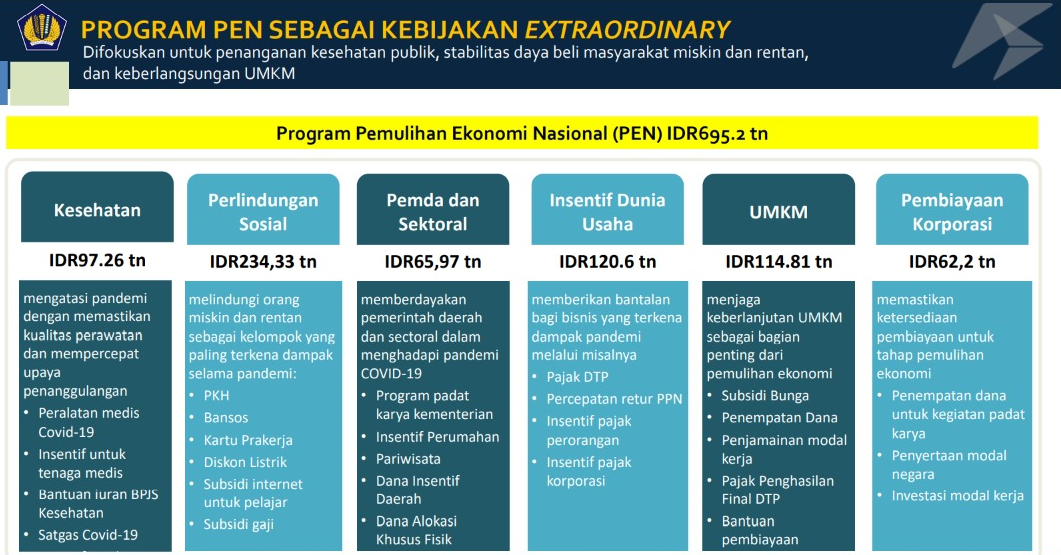 PROGRAM PEN SEBAGAI KEBIJAKAN EXTRAORDINARY
Difokuskan untuk penanganan kesehatan publik, stabilitas daya beli masyarakat miskin dan rentan,
dan keberlangsungan UMKM
Program Pemulihan Ekonomi Nasional (PEN) IDR695.2 tn
Kesehatan
IDR97.26 tn
mengatasi pandemi
dengan memastikan
kualitas perawatan
dan mempercepat
upaya
penanggulangan
• Peralatan medis
Covid-19
• Insentif untuk
tenaga medis
• Bantuan iuran BPJS
Kesehatan
• Satgas Covid-19
Perlindungan
Sosial
IDR234,33 tn
melindungi orang
miskin dan rentan
sebagai kelompok yang
paling terkena dampak
selama pandemi:
• PKH
• Bansos
• Kartu Prakerja
• Diskon Listrik
• Subsidi internet
untuk pelajar
• Subsidi gaji
Pemda dan
Sektoral
IDR65,97 tn
memberdayakan
pemerintah daerah
dan sectoral dalam
menghadapi pandemi
COVID-19
• Program padat
karya kementerian
• Insentif Perumahan
• Pariwisata
• Dana Insentif
Daerah
• Dana Alokasi
Khusus Fisik
Insentif Dunia
Usaha
IDR120.6 tn
memberikan bantalan
bagi bisnis yang terkena
dampak pandemi
melalui misalnya
• Pajak DTP
• Percepatan retur PPN
• Insentif pajak
perorangan
• Insentif pajak
korporasi
UMKM
IDR114.81 tn
menjaga
keberlanjutan UMKM
sebagai bagian
penting dari
pemulihan ekonomi
• Subsidi Bunga
• Penempatan Dana
• Penjaminan modal
kerja
• Pajak Penghasilan
Final DTP
• Bantuan
pembiayaan
Pembiayaan
Korporasi
IDR62,2 tn
memastikan
ketersediaan
pembiayaan untuk
tahap pemulihan
ekonomi
• Penempatan dana
untuk kegiatan padat
karya
• Penyertaan modal
negara
• Investasi modal kerja